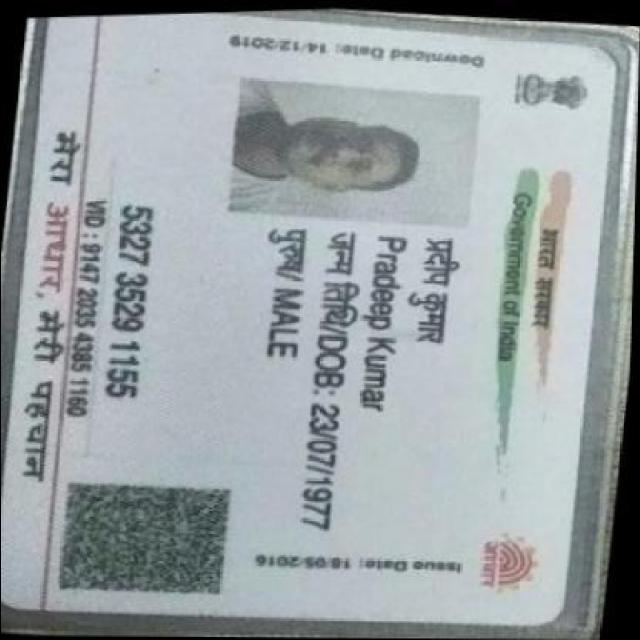 भारत सरकार
Government of India
Download Date: 14/12/2019
Issue Date: 18/05/2016
प्रदीप कुमार
Pradeep Kumar
जन्म तिथि/DOB: 23/07/1977
पुरुष/ MALE
5327 3529 1155
VID : 9147 2035 4385 1160
मेरा आधार, मेरी पहचान